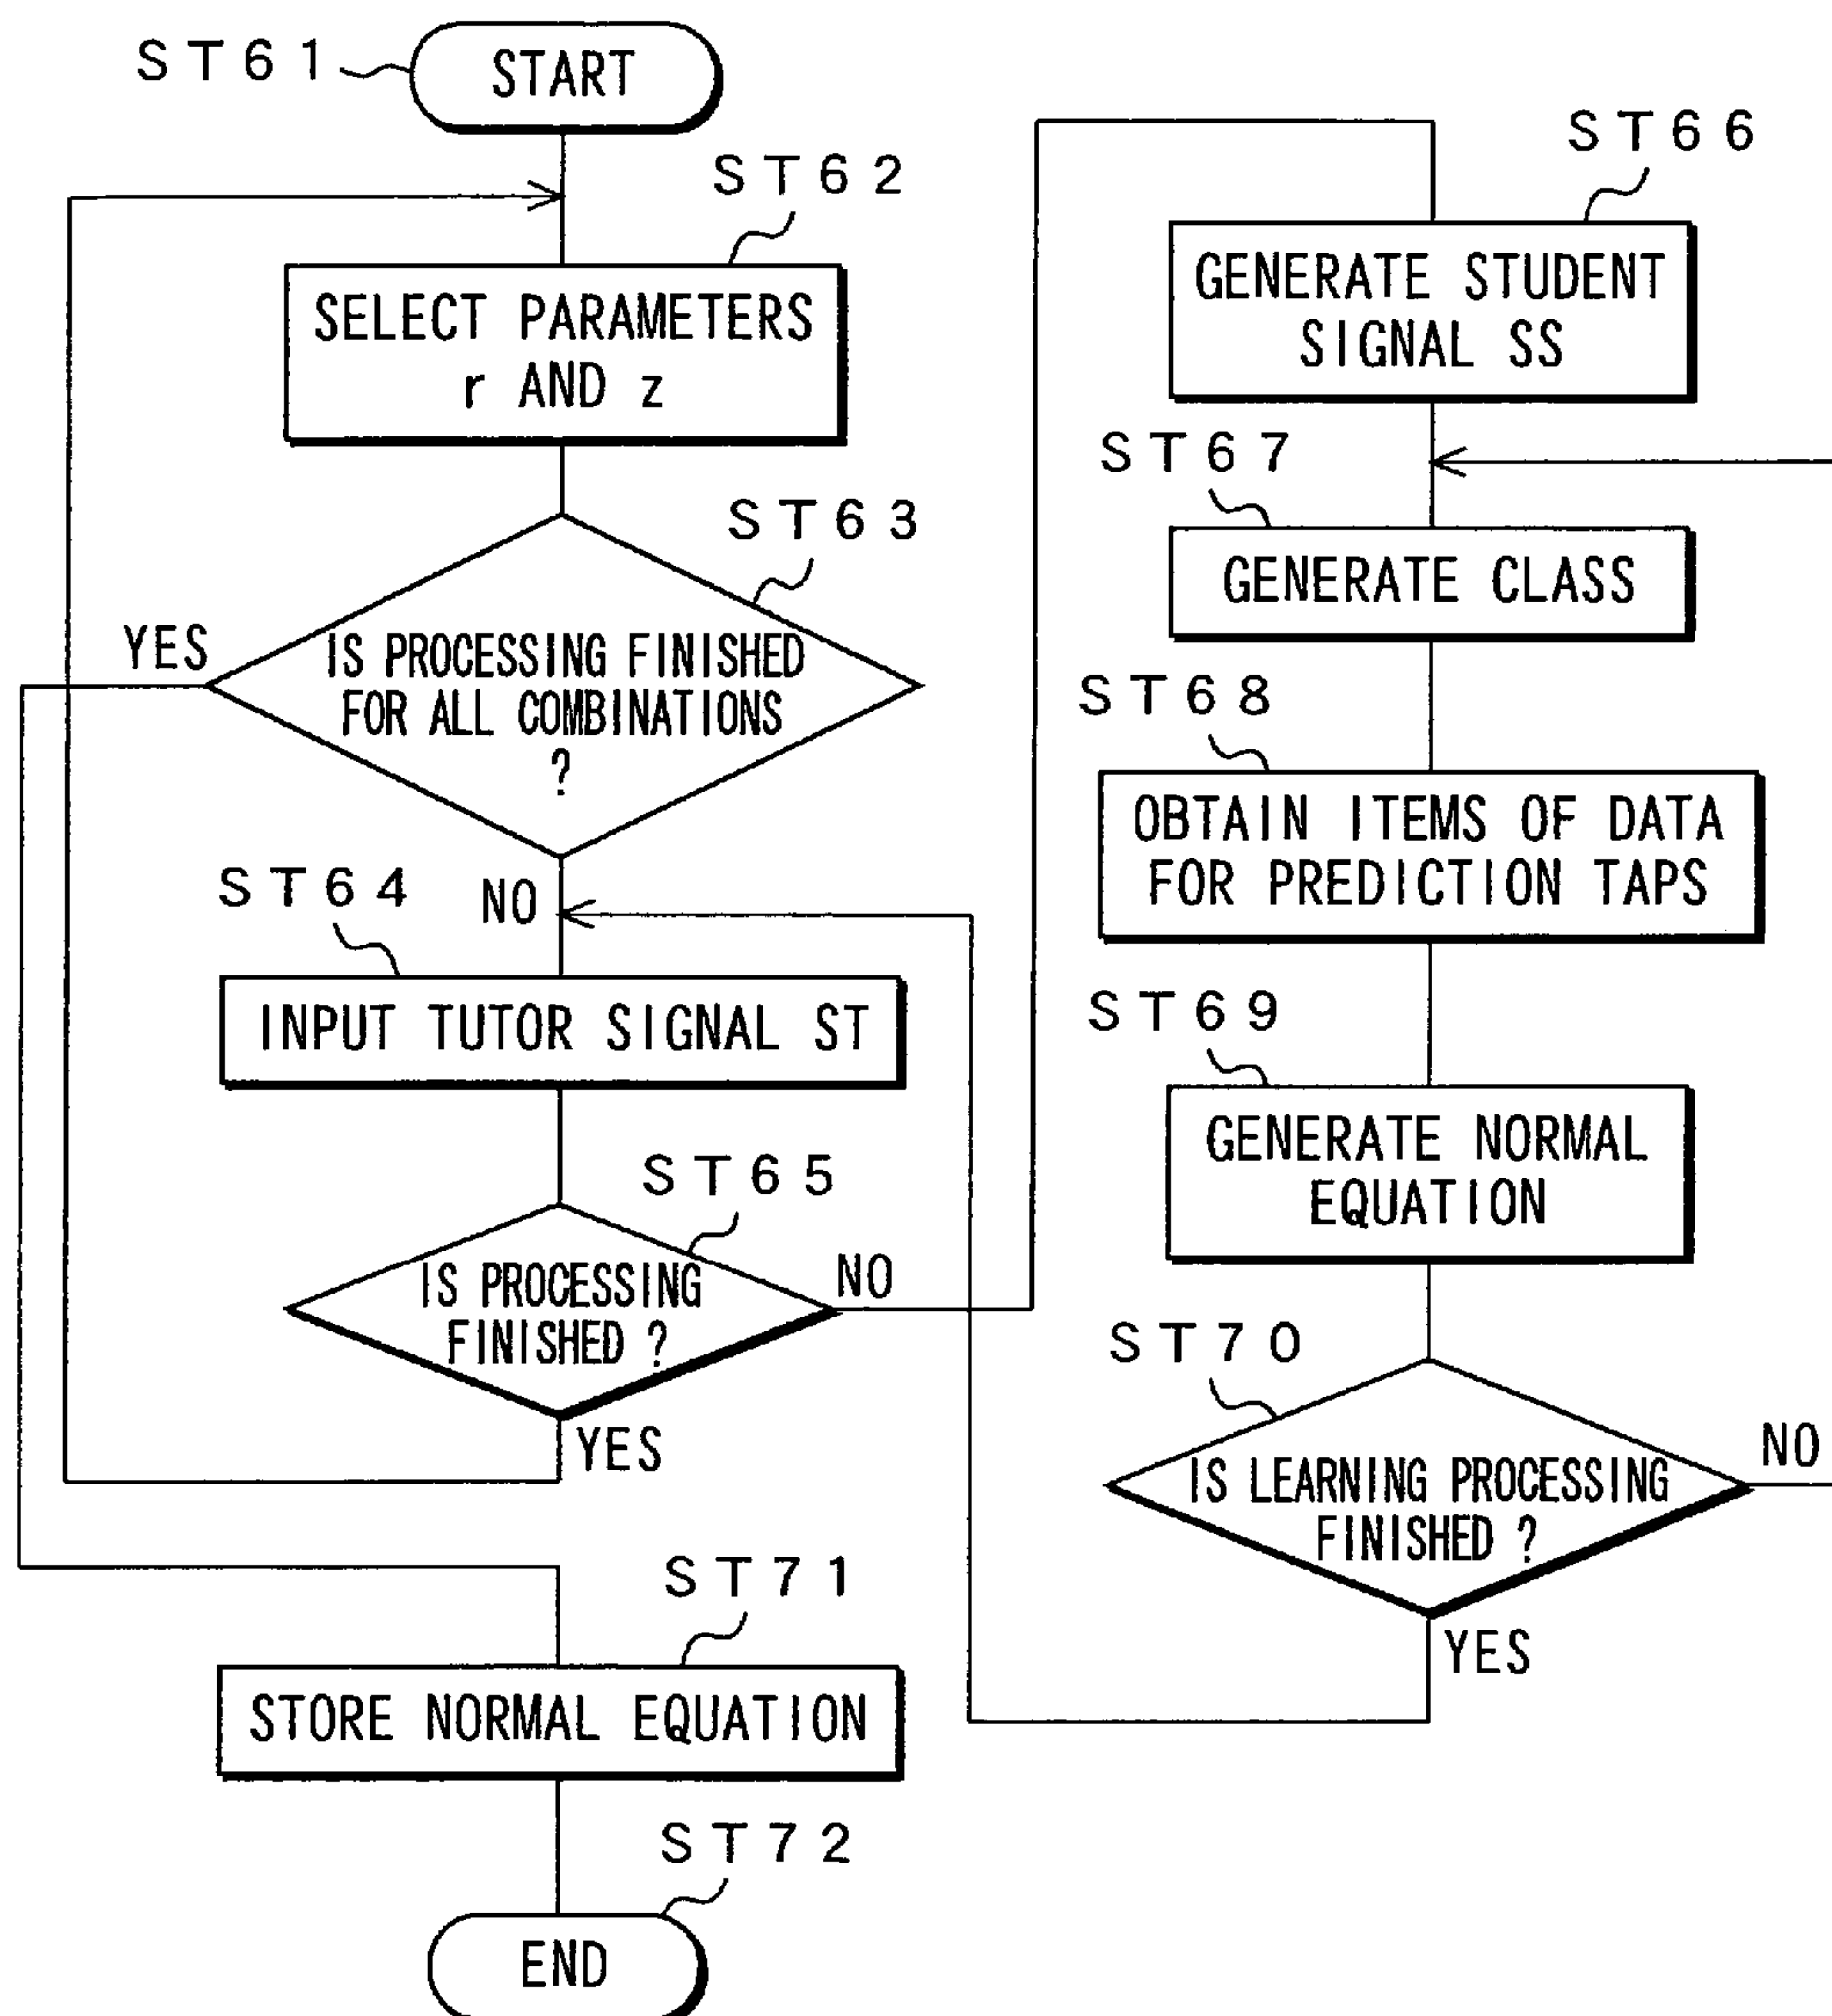 ST61
START
ST62
SELECT PARAMETERS
r AND z
ST63
YES
IS PROCESSING FINISHED
FOR ALL COMBINATIONS
?
NO
ST64
INPUT TUTOR SIGNAL ST
ST65
IS PROCESSING
FINISHED ?
NO
YES
ST66
GENERATE STUDENT
SIGNAL SS
ST67
GENERATE CLASS
ST68
OBTAIN ITEMS OF DATA
FOR PREDICTION TAPS
ST69
GENERATE NORMAL
EQUATION
ST70
IS LEARNING PROCESSING
FINISHED ?
NO
YES
ST71
STORE NORMAL EQUATION
ST72
END